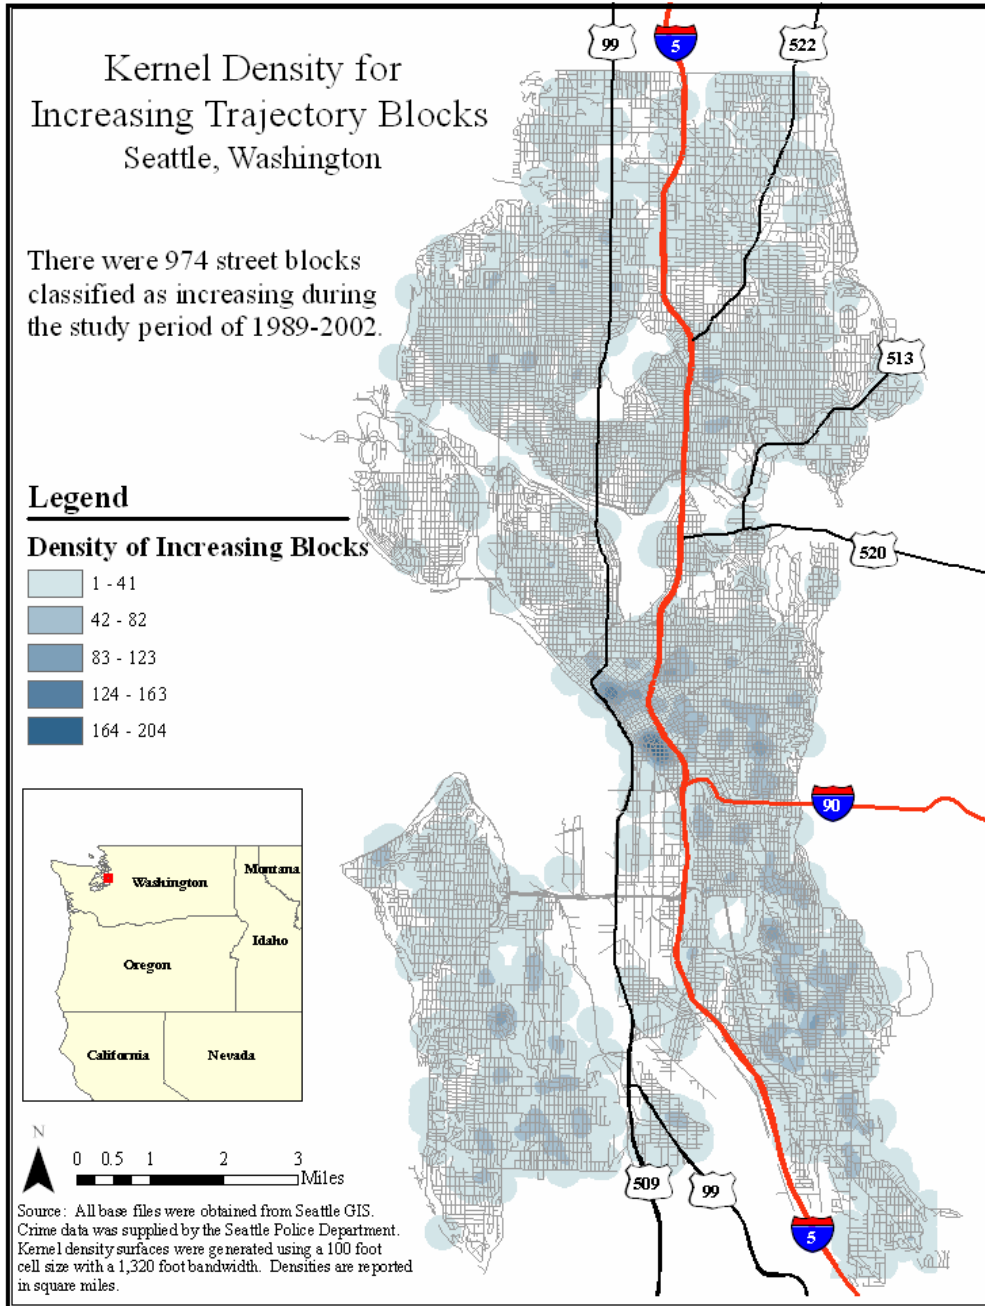 Kernel Density for
Increasing Trajectory Blocks
Seattle, Washington
There were 974 street blocks
classified as increasing during
the study period of 1989-2002.
99
5
522
513
520
Legend
Density of Increasing Blocks
1 - 41
42 - 82
83 - 123
124 - 163
164 - 204
90
Washington
Montana
Oregon
Idaho
California
Nevada
N
0 0.5 1 2 3
Miles
509
99
5
Source: All base files were obtained from Seattle GIS.
Crime data was supplied by the Seattle Police Department.
Kernel density surfaces were generated using a 100 foot
cell size with a 1,320 foot bandwidth. Densities are reported
in square miles.